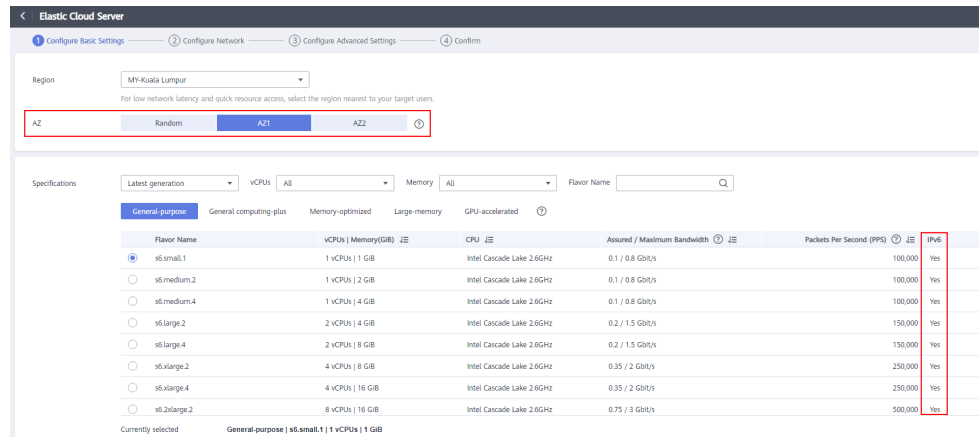 < Elastic Cloud Server
1 Configure Basic Settings 2 Configure Network 3 Configure Advanced Settings 4 Confirm
Region MY-Kuala Lumpur
For low network latency and quick resource access, select the region nearest to your target users.
AZ Random AZ1 AZ2 ?
Specifications Latest generation vCPUs All Memory All Flavor Name
General-purpose General computing-plus Memory-optimized Large-memory GPU-accelerated ?
Flavor Name vCPUs | Memory(GiB) CPU Assured / Maximum Bandwidth ? Packets Per Second (PPS) ? IPv6
s6.small.1 1 vCPUs | 1 GiB Intel Cascade Lake 2.6GHz 0.1 / 0.8 Gbit/s 100,000 Yes
s6.medium.2 1 vCPUs | 2 GiB Intel Cascade Lake 2.6GHz 0.1 / 0.8 Gbit/s 100,000 Yes
s6.medium.4 1 vCPUs | 4 GiB Intel Cascade Lake 2.6GHz 0.1 / 0.8 Gbit/s 100,000 Yes
s6.large.2 2 vCPUs | 4 GiB Intel Cascade Lake 2.6GHz 0.2 / 1.5 Gbit/s 150,000 Yes
s6.large.4 2 vCPUs | 8 GiB Intel Cascade Lake 2.6GHz 0.2 / 1.5 Gbit/s 150,000 Yes
s6.xlarge.2 4 vCPUs | 8 GiB Intel Cascade Lake 2.6GHz 0.35 / 2 Gbit/s 250,000 Yes
s6.xlarge.4 4 vCPUs | 16 GiB Intel Cascade Lake 2.6GHz 0.35 / 2 Gbit/s 250,000 Yes
s6.2xlarge.2 8 vCPUs | 16 GiB Intel Cascade Lake 2.6GHz 0.75 / 3 Gbit/s 500,000 Yes
Currently selected General-purpose | s6.small.1 | 1 vCPUs | 1 GiB